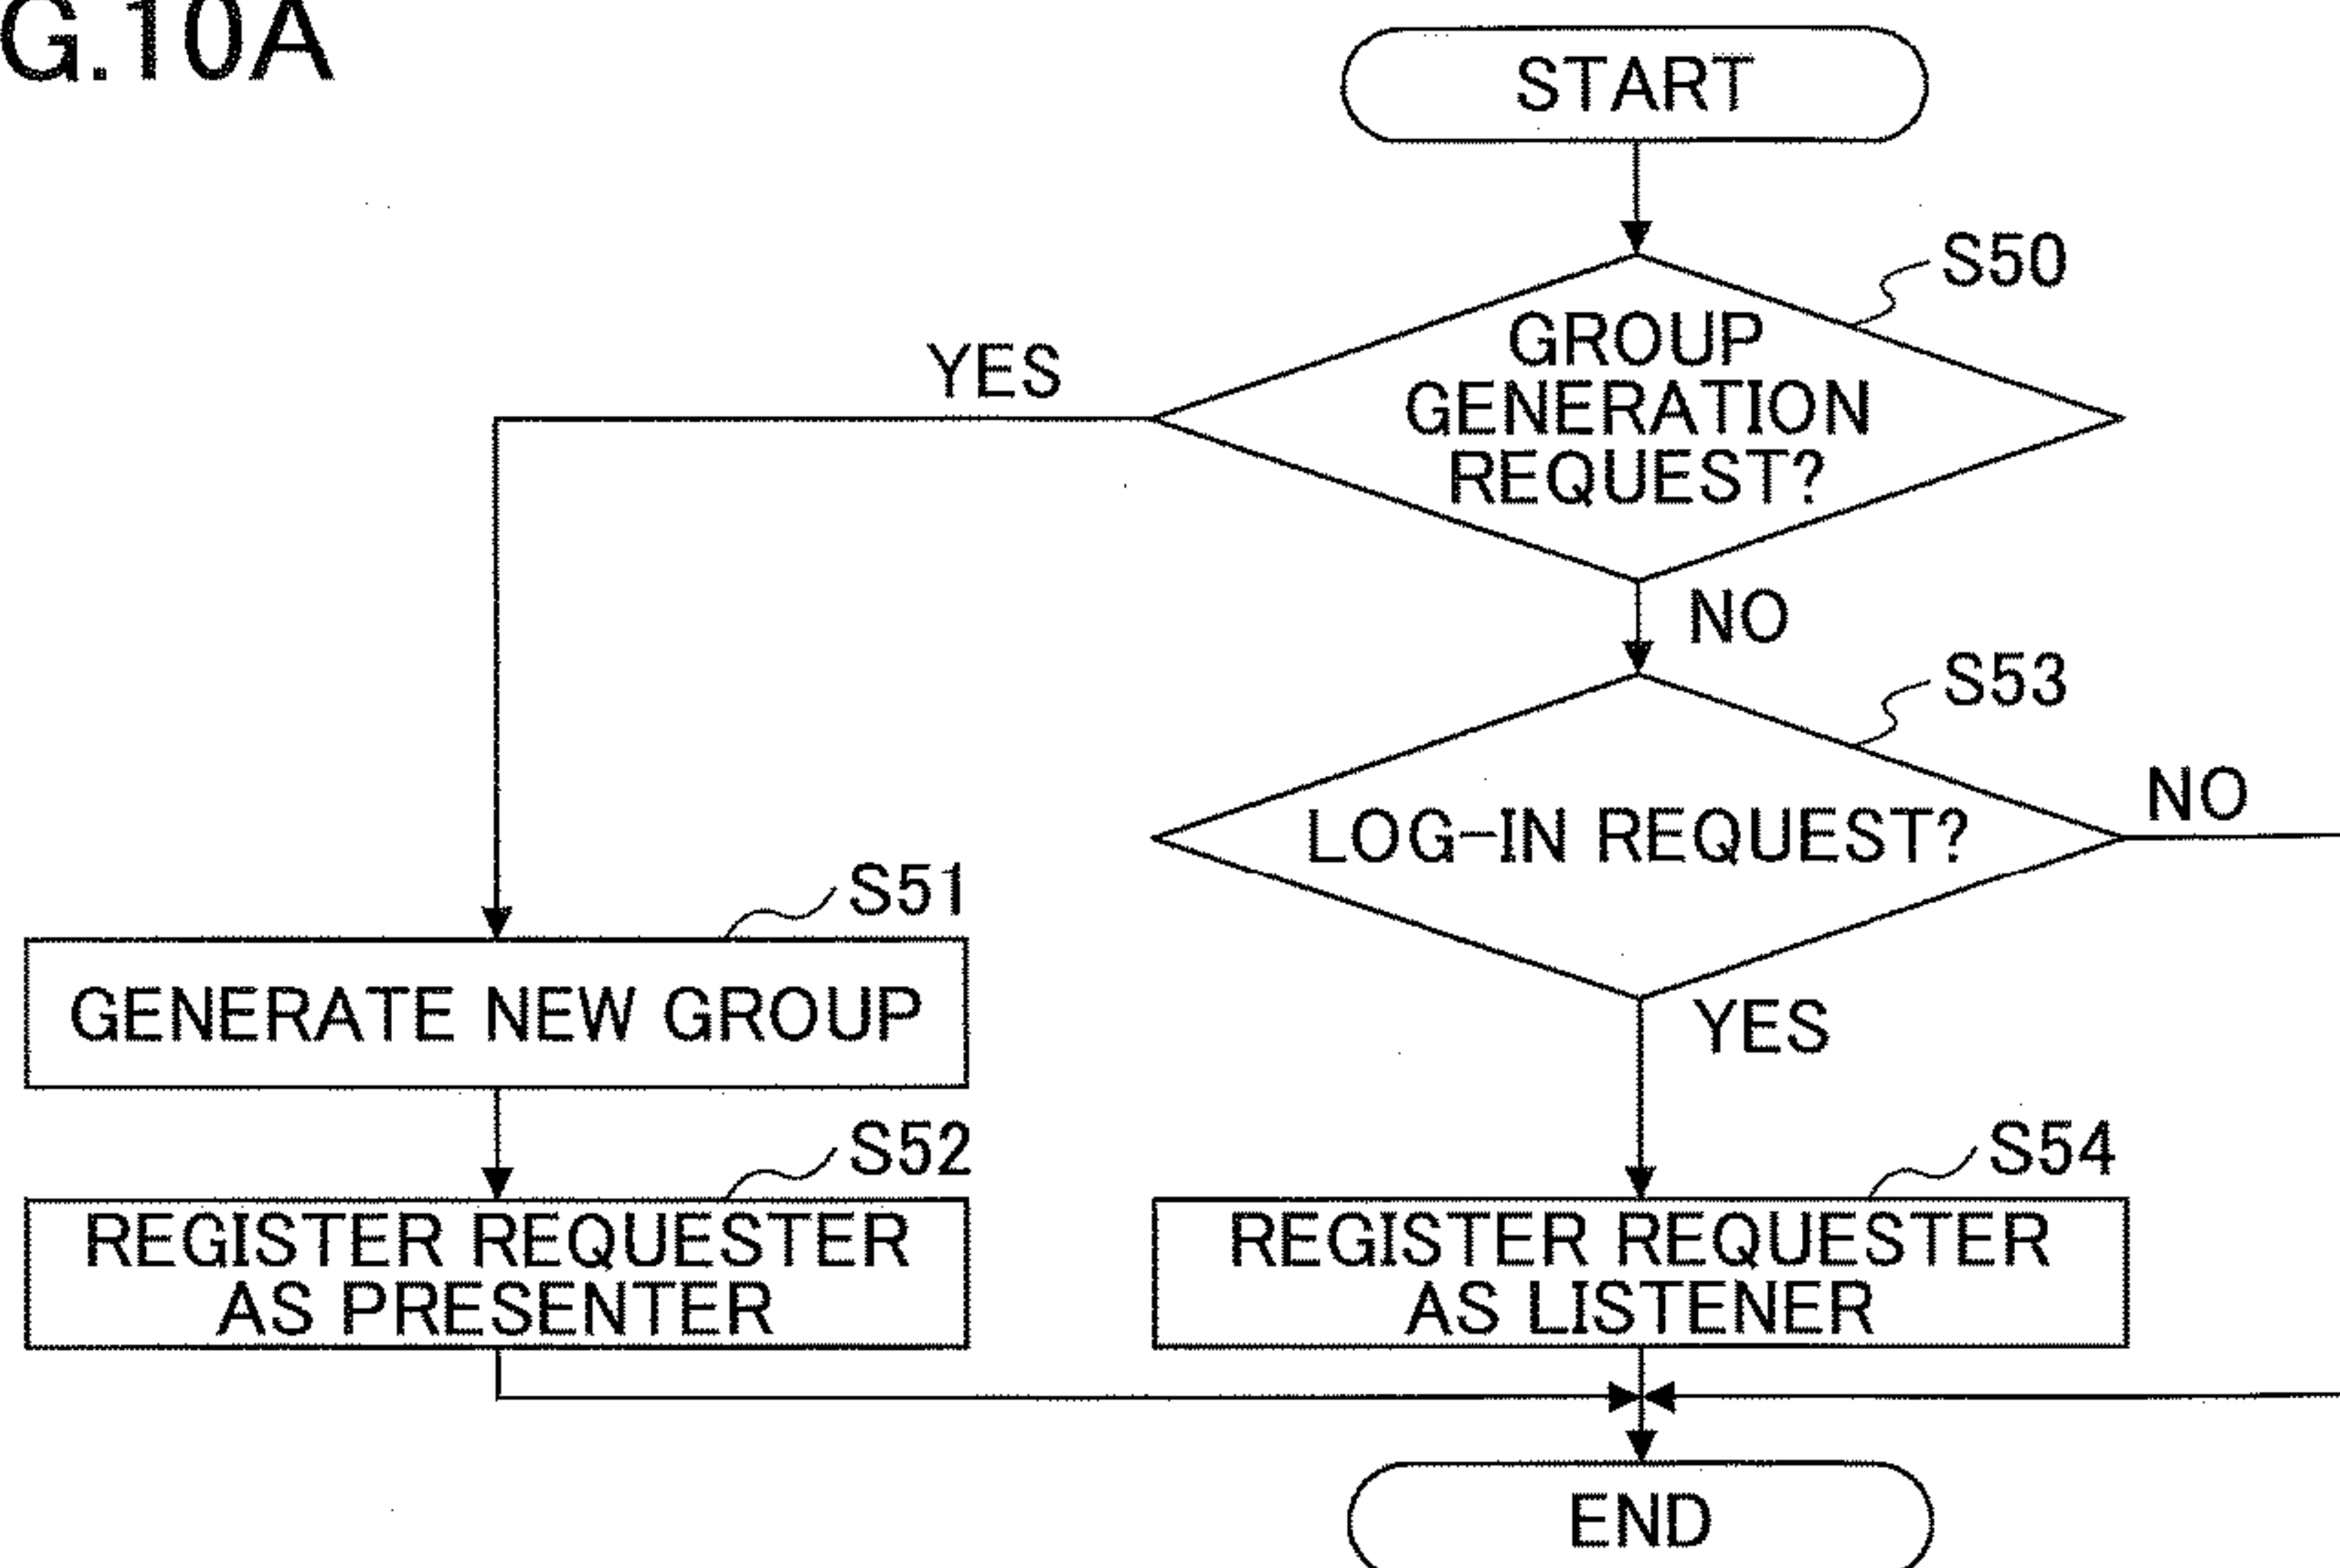 G.10A
START
S50
GROUP
GENERATION
REQUEST?
YES
NO
S53
LOG-IN REQUEST?
NO
S51
GENERATE NEW GROUP
YES
S52
REGISTER REQUESTER
AS PRESENTER
S54
REGISTER REQUESTER
AS LISTENER
END